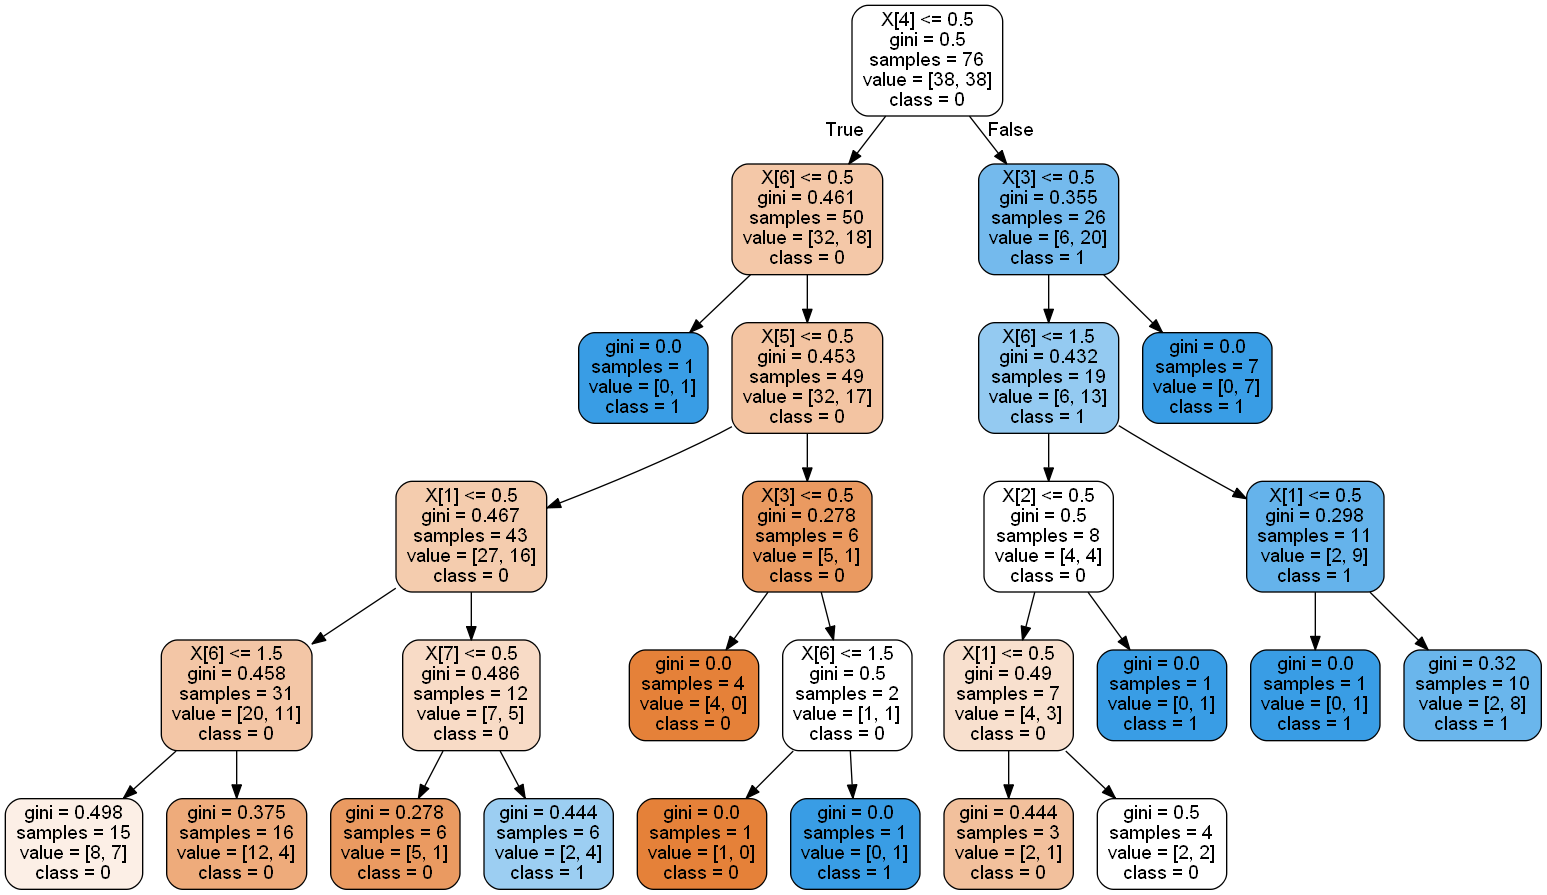 X[4] <= 0.5
gini = 0.5
samples = 76
value = [38, 38]
class = 0
True
False
X[6] <= 0.5
gini = 0.461
samples = 50
value = [32, 18]
class = 0
X[3] <= 0.5
gini = 0.355
samples = 26
value = [6, 20]
class = 1
gini = 0.0
samples = 1
value = [0, 1]
class = 1
X[5] <= 0.5
gini = 0.453
samples = 49
value = [32, 17]
class = 0
X[6] <= 1.5
gini = 0.432
samples = 19
value = [6, 13]
class = 1
gini = 0.0
samples = 7
value = [0, 7]
class = 1
X[1] <= 0.5
gini = 0.467
samples = 43
value = [27, 16]
class = 0
X[3] <= 0.5
gini = 0.278
samples = 6
value = [5, 1]
class = 0
X[2] <= 0.5
gini = 0.5
samples = 8
value = [4, 4]
class = 0
X[1] <= 0.5
gini = 0.298
samples = 11
value = [2, 9]
class = 1
X[6] <= 1.5
gini = 0.458
samples = 31
value = [20, 11]
class = 0
X[7] <= 0.5
gini = 0.486
samples = 12
value = [7, 5]
class = 0
gini = 0.0
samples = 4
value = [4, 0]
class = 0
X[6] <= 1.5
gini = 0.5
samples = 2
value = [1, 1]
class = 0
X[1] <= 0.5
gini = 0.49
samples = 7
value = [4, 3]
class = 0
gini = 0.0
samples = 1
value = [0, 1]
class = 1
gini = 0.0
samples = 1
value = [0, 1]
class = 1
gini = 0.32
samples = 10
value = [2, 8]
class = 1
gini = 0.498
samples = 15
value = [8, 7]
class = 0
gini = 0.375
samples = 16
value = [12, 4]
class = 0
gini = 0.278
samples = 6
value = [5, 1]
class = 0
gini = 0.444
samples = 6
value = [2, 4]
class = 1
gini = 0.0
samples = 1
value = [1, 0]
class = 0
gini = 0.0
samples = 1
value = [0, 1]
class = 1
gini = 0.444
samples = 3
value = [2, 1]
class = 0
gini = 0.5
samples = 4
value = [2, 2]
class = 0